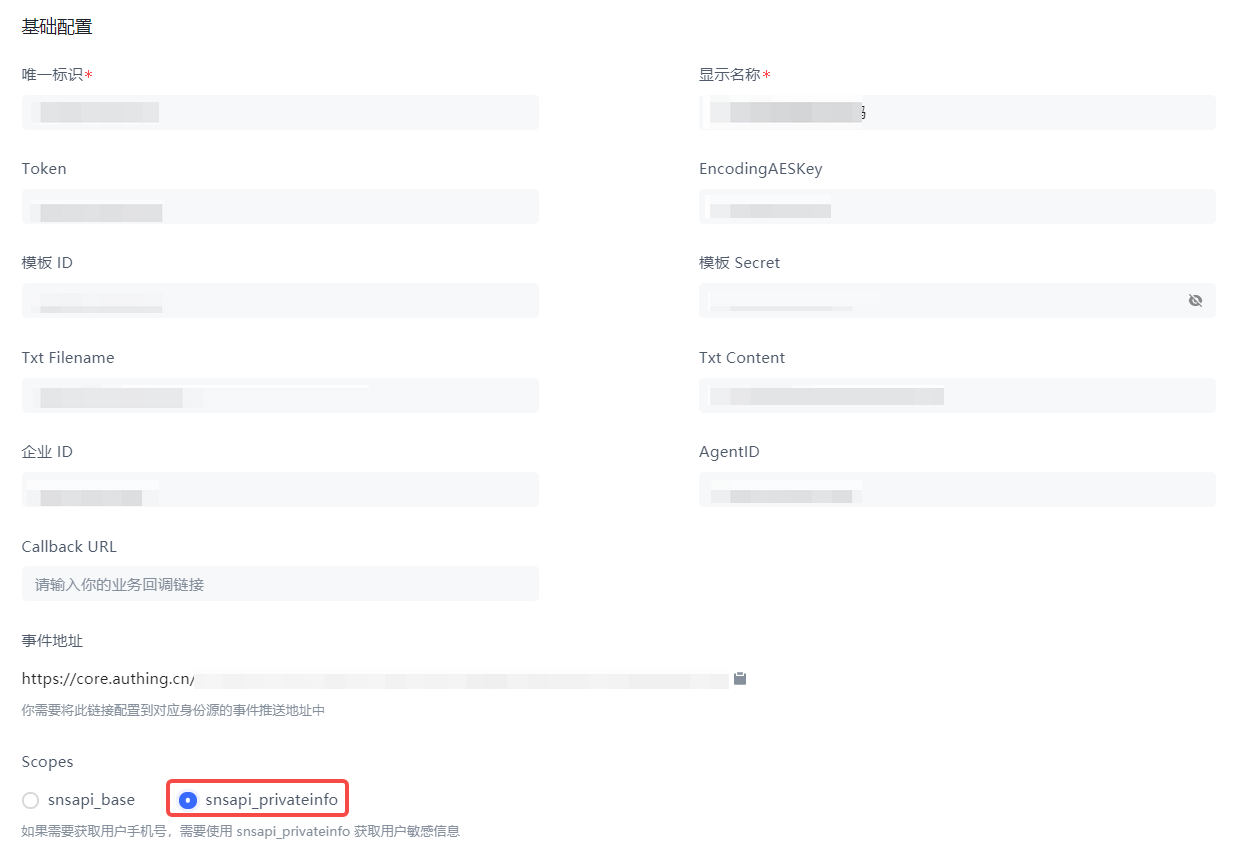 基础配置
唯一标识*
显示名称*
Token
EncodingAESKey
模板 ID
模板 Secret
Txt Filename
Txt Content
企业 ID
AgentID
Callback URL
请输入你的业务回调链接
事件地址
https://core.authing.cn/
你需要将此链接配置到对应身份源的事件推送地址中
Scopes
snsapi_base
snsapi_privateinfo
如果需要获取用户手机号，需要使用 snsapi_privateinfo 获取用户敏感信息